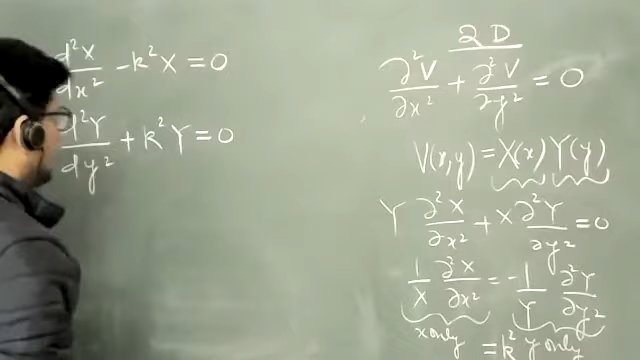 d²X/dx² - k²X = 0
d²Y/dy² + k²Y = 0
2D
∂²V/∂x² + ∂²V/∂y² = 0
V(x,y) = X(x) Y(y)
Y ∂²X/∂x² + X ∂²Y/∂y² = 0
1/X ∂²X/∂x² = - 1/Y ∂²Y/∂y²
x only = k² y only